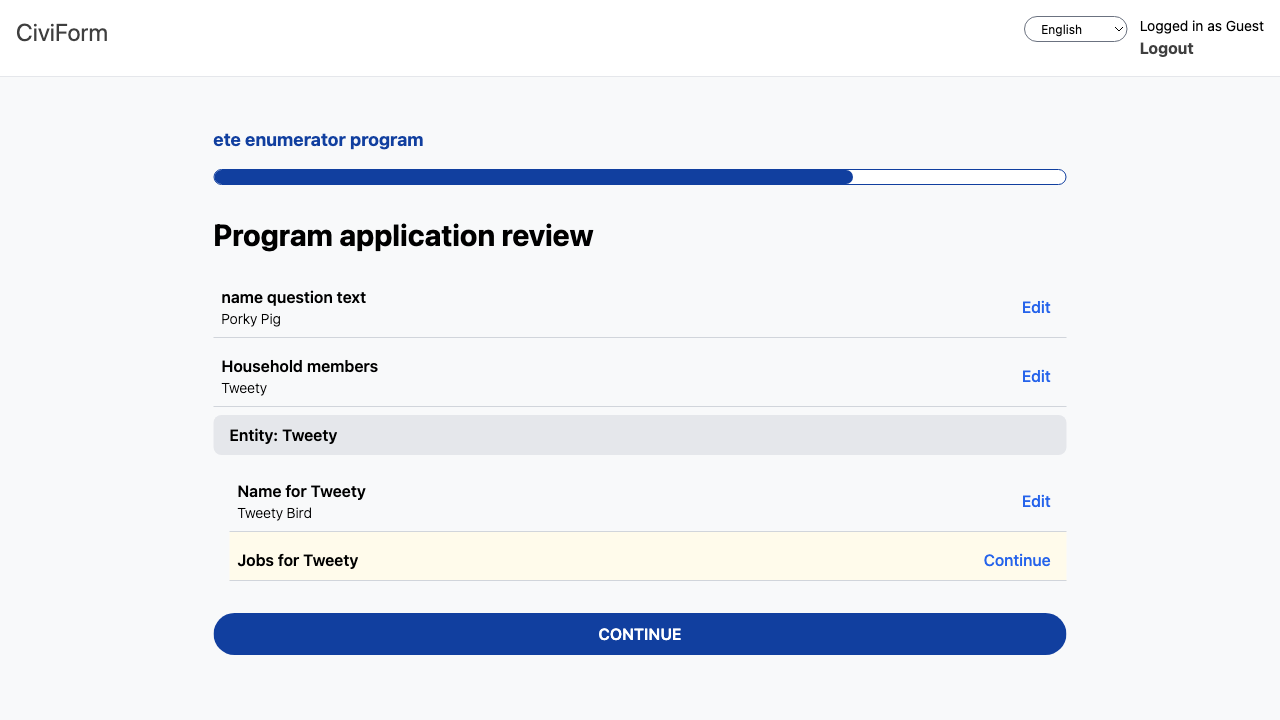 CiviForm
English
Logged in as Guest
Logout
ete enumerator program
Program application review
name question text
Porky Pig
Edit
Household members
Tweety
Edit
Entity: Tweety
Name for Tweety
Tweety Bird
Edit
Jobs for Tweety
Continue
CONTINUE